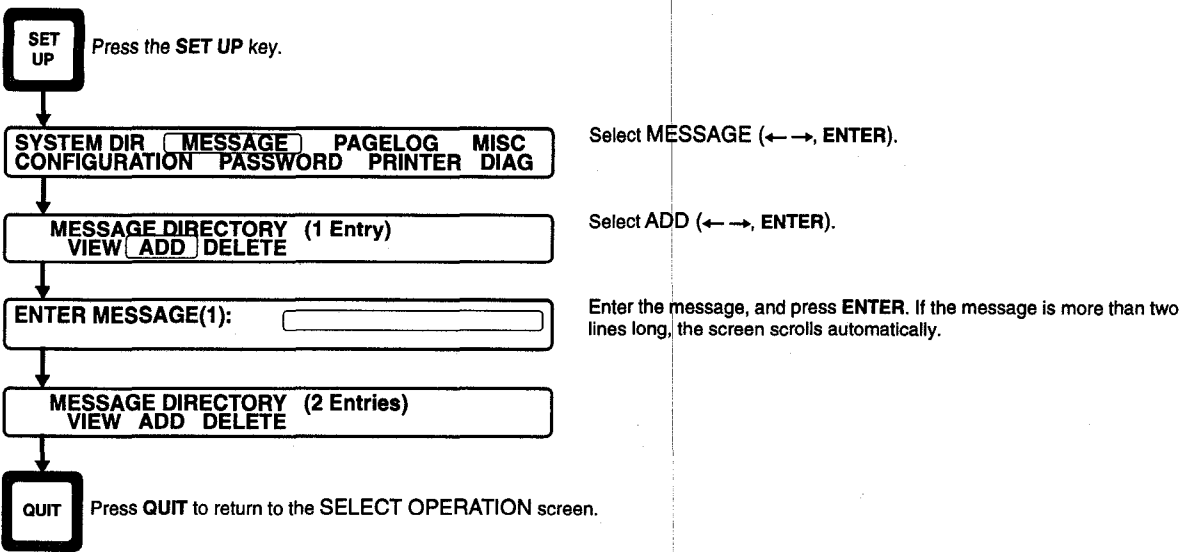 SET
UP
Press the SET UP key.
SYSTEM DIR MESSAGE PAGELOG MISC
CONFIGURATION PASSWORD PRINTER DIAG
Select MESSAGE (← →, ENTER).
MESSAGE DIRECTORY (1 Entry)
VIEW ADD DELETE
Select ADD (← →, ENTER).
ENTER MESSAGE(1):
Enter the message, and press ENTER. If the message is more than two
lines long, the screen scrolls automatically.
MESSAGE DIRECTORY (2 Entries)
VIEW ADD DELETE
QUIT
Press QUIT to return to the SELECT OPERATION screen.